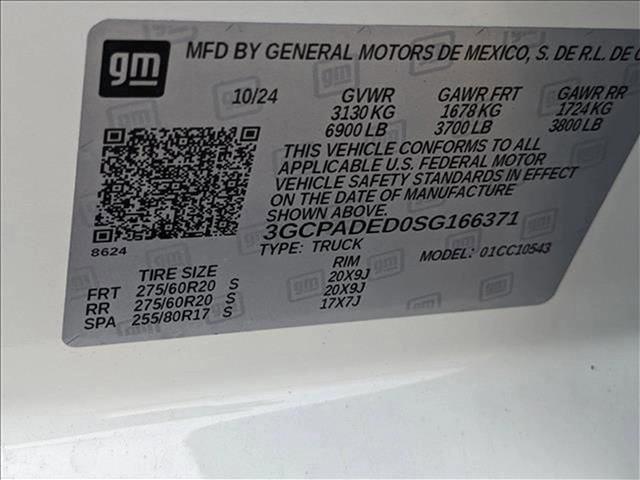 gm
MFD BY GENERAL MOTORS DE MEXICO, S. DE R.L. DE
10/24 GVWR GAWR FRT GAWR RR
3130 KG 1678 KG 1724 KG
6900 LB 3700 LB 3800 LB
THIS VEHICLE CONFORMS TO ALL
APPLICABLE U.S. FEDERAL MOTOR
VEHICLE SAFETY STANDARDS IN EFFECT
ON THE DATE OF MANUFACTURE
SHOWN ABOVE.
3GCPADED0SG166371
8624 TYPE: TRUCK MODEL: 01CC10543
TIRE SIZE RIM
FRT 275/60R20 S 20X9J
RR 275/60R20 S 20X9J
SPA 255/80R17 S 17X7J